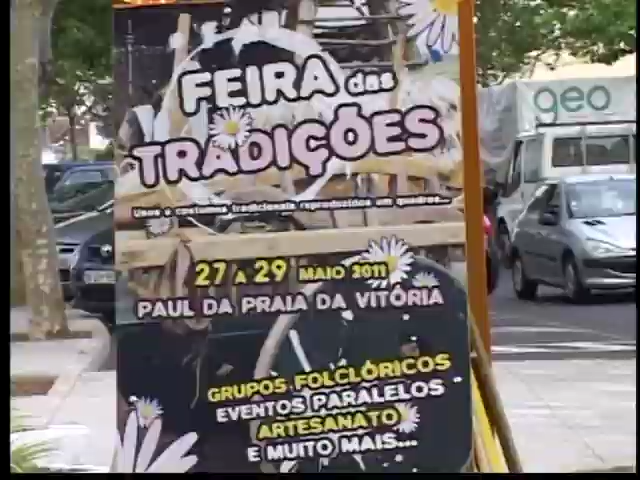 FEIRA das
TRADIÇÕES
Usos e costumes tradicionais reproduzidos em quadros...
27 A 29 MAIO 2011
PAUL DA PRAIA DA VITÓRIA
GRUPOS FOLCLÓRICOS
EVENTOS PARALELOS
ARTESANATO
E MUITO MAIS...
geo